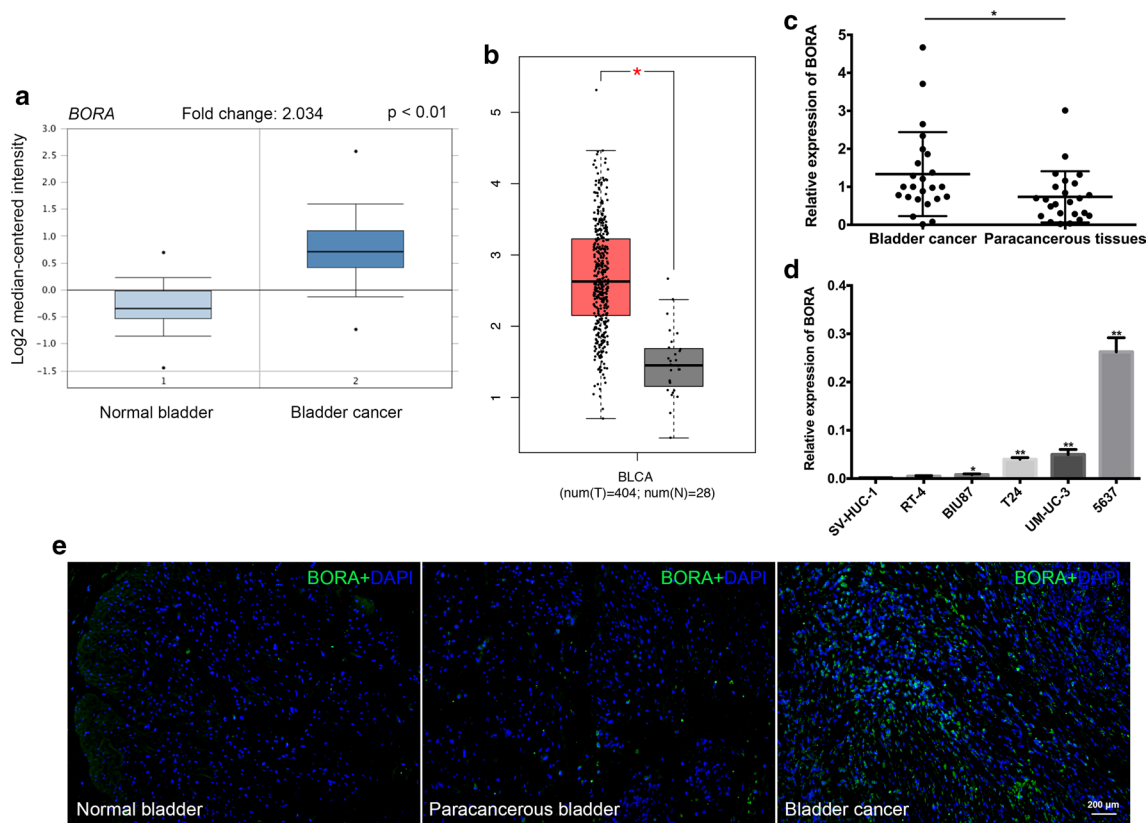 a
BORA Fold change: 2.034 p < 0.01
Log2 median-centered intensity
3.0
2.5
2.0
1.5
1.0
0.5
0.0
-0.5
-1.0
-1.5
1 2
Normal bladder Bladder cancer
b
*
5
4
3
2
1
BLCA
(num(T)=404; num(N)=28)
c
*
Relative expression of BORA
5
4
3
2
1
0
Bladder cancer Paracancerous tissues
d
Relative expression of BORA
0.4
0.3
0.2
0.1
0.0
* ** ** **
SV-HUC-1 RT-4 BIU87 T24 UM-UC-3 5637
e
BORA+DAPI BORA+DAPI BORA+DAPI
Normal bladder Paracancerous bladder Bladder cancer
200 μm